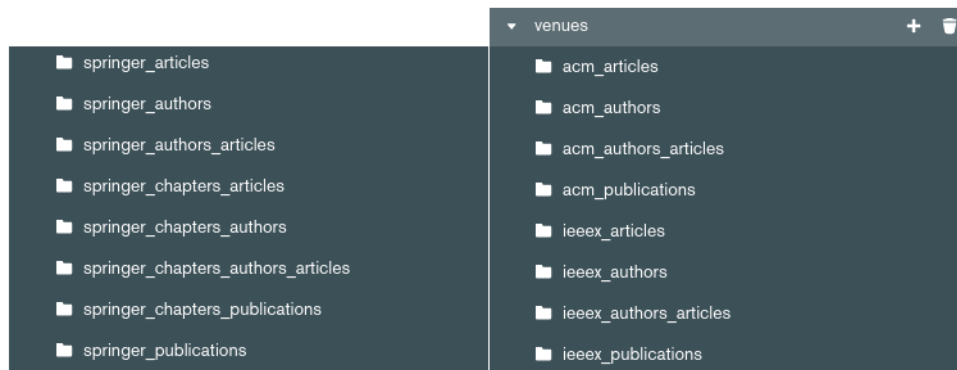 springer_articles
springer_authors
springer_authors_articles
springer_chapters_articles
springer_chapters_authors
springer_chapters_authors_articles
springer_chapters_publications
springer_publications
venues
acm_articles
acm_authors
acm_authors_articles
acm_publications
ieeex_articles
ieeex_authors
ieeex_authors_articles
ieeex_publications